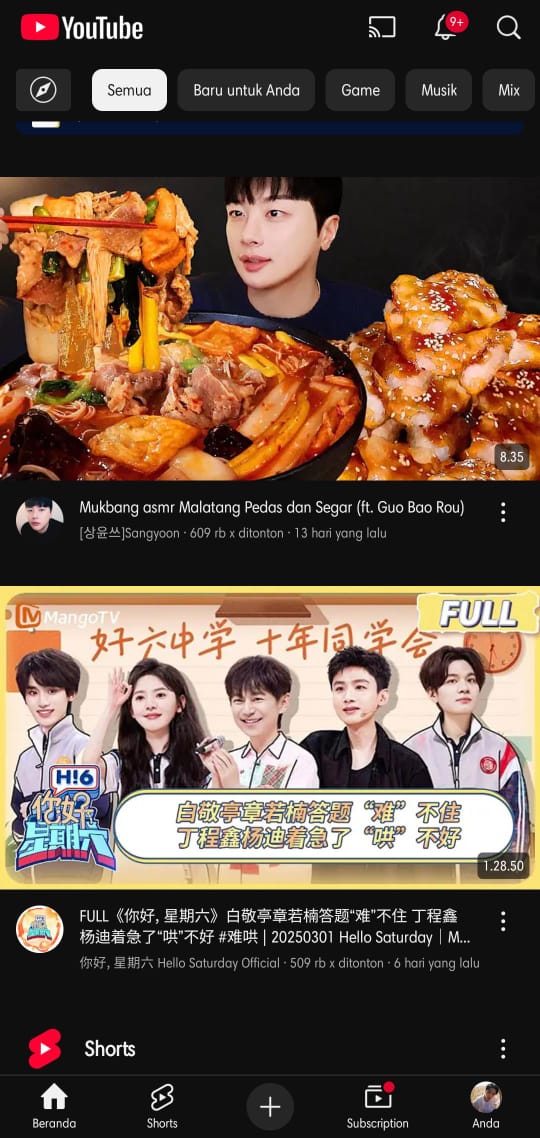 YouTube
9+
Semua
Baru untuk Anda
Game
Musik
Mix
8.35
Mukbang asmr Malatang Pedas dan Segar (ft. Guo Bao Rou)
[상윤쓰]Sangyoon · 609 rb x ditonton · 13 hari yang lalu
MangoTV
FULL
好六中学 十年同学会
H!6
你好
星期六
白敬亭章若楠答题“难”不住
丁程鑫杨迪着急了“哄”不好
1.28.50
FULL《你好, 星期六》白敬亭章若楠答题“难”不住 丁程鑫
杨迪着急了“哄”不好 #难哄 | 20250301 Hello Saturday｜M...
你好, 星期六 Hello Saturday Official · 509 rb x ditonton · 6 hari yang lalu
Shorts
Beranda
Shorts
Subscription
Anda